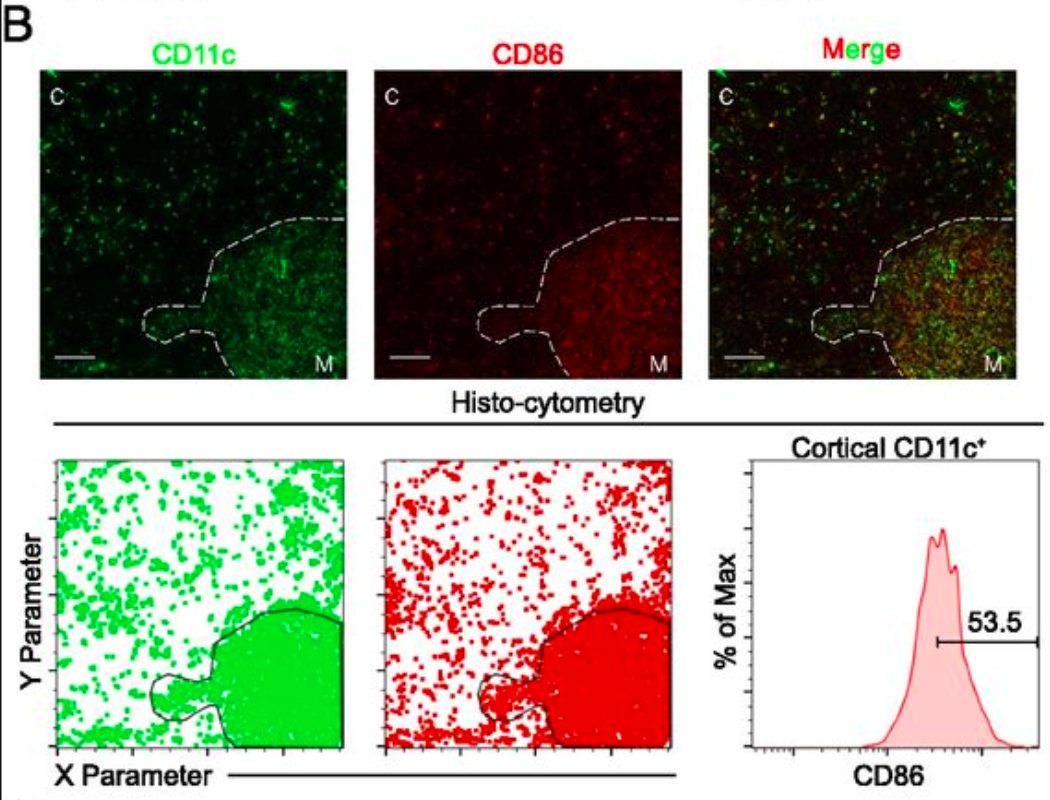 B
CD11c
CD86
Merge
C
C
C
M
M
M
Histo-cytometry
Cortical CD11c⁺
Y Parameter
% of Max
53.5
X Parameter
CD86